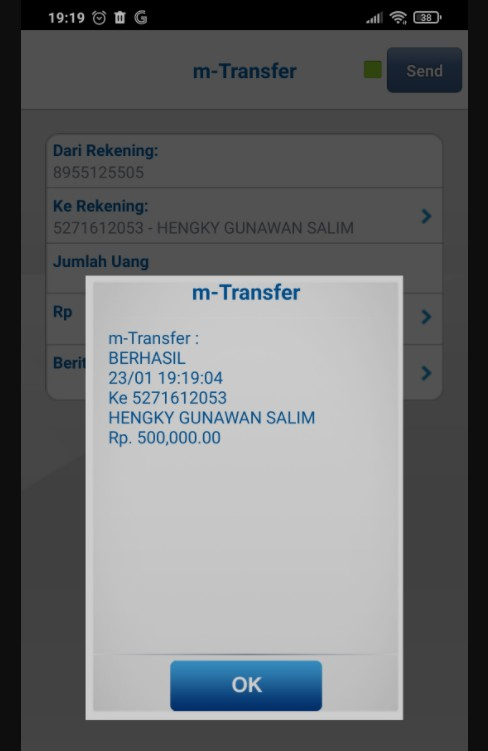 19:19
38
m-Transfer
Send
Dari Rekening:
8955125505
Ke Rekening:
5271612053 - HENGKY GUNAWAN SALIM
Jumlah Uang
Rp
Berit
m-Transfer
m-Transfer :
BERHASIL
23/01 19:19:04
Ke 5271612053
HENGKY GUNAWAN SALIM
Rp. 500,000.00
OK